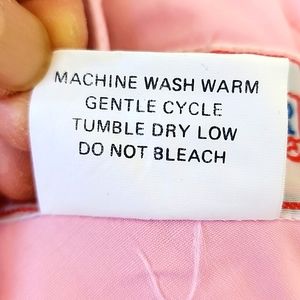 MACHINE WASH WARM
GENTLE CYCLE
TUMBLE DRY LOW
DO NOT BLEACH